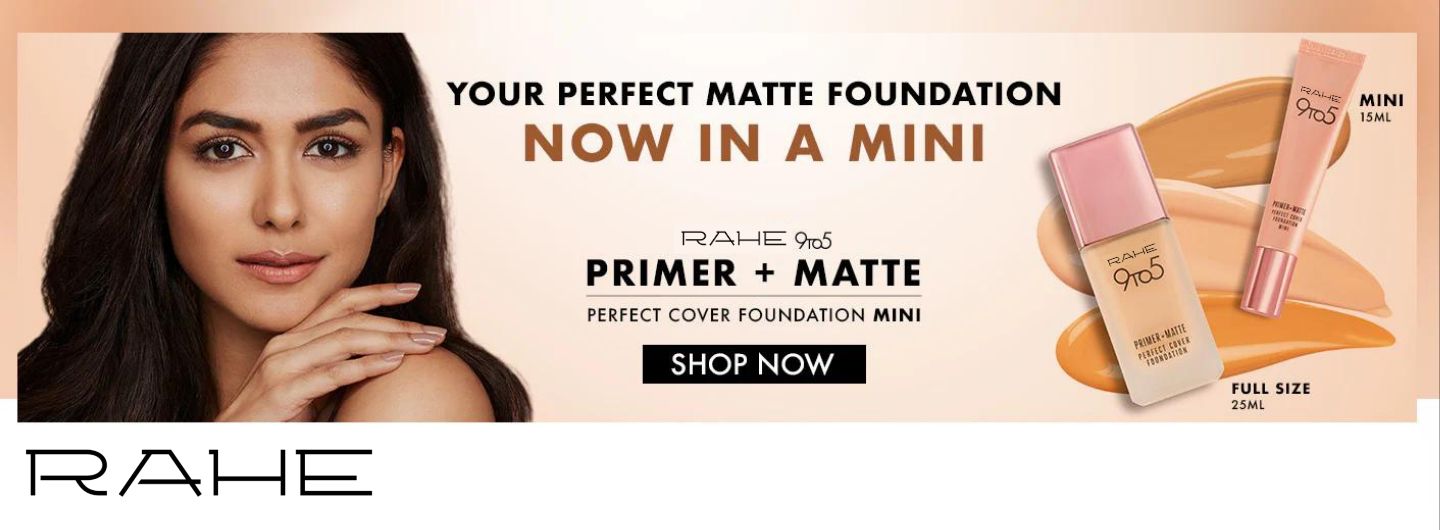 YOUR PERFECT MATTE FOUNDATION
NOW IN A MINI
RAHE 9TO5
PRIMER + MATTE
PERFECT COVER FOUNDATION MINI
SHOP NOW
RAHE
9TO5
PRIMER+MATTE
PERFECT COVER
FOUNDATION
MINI
MINI
15ML
RAHE
9TO5
PRIMER+MATTE
PERFECT COVER
FOUNDATION
FULL SIZE
25ML
RAHE